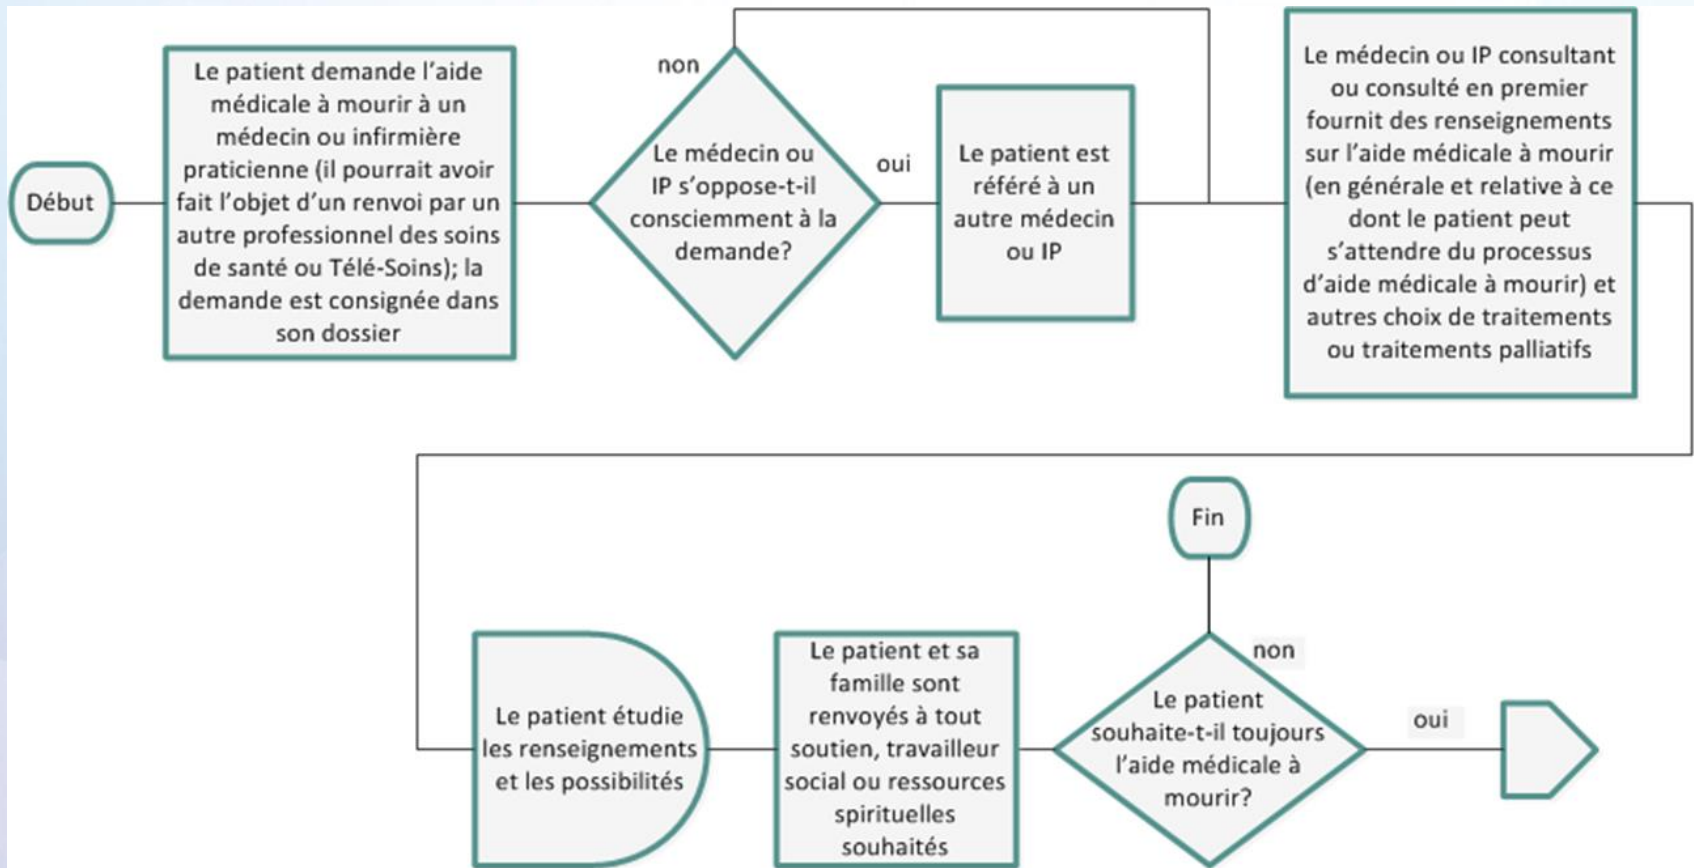 Début
Le patient demande l'aide
médicale à mourir à un
médecin ou infirmière
praticienne (il pourrait avoir
fait l'objet d'un renvoi par un
autre professionnel des soins
de santé ou Télé-Soins); la
demande est consignée dans
son dossier
non
Le médecin ou
IP s'oppose-t-il
consciemment à la
demande?
oui
Le patient est
référé à un
autre médecin
ou IP
Le médecin ou IP consultant
ou consulté en premier
fournit des renseignements
sur l'aide médicale à mourir
(en générale et relative à ce
dont le patient peut
s'attendre du processus
d'aide médicale à mourir) et
autres choix de traitements
ou traitements palliatifs
Le patient étudie
les renseignements
et les possibilités
Le patient et sa
famille sont
renvoyés à tout
soutien, travailleur
social ou ressources
spirituelles
souhaités
Fin
non
Le patient
souhaite-t-il toujours
l'aide médicale à
mourir?
oui